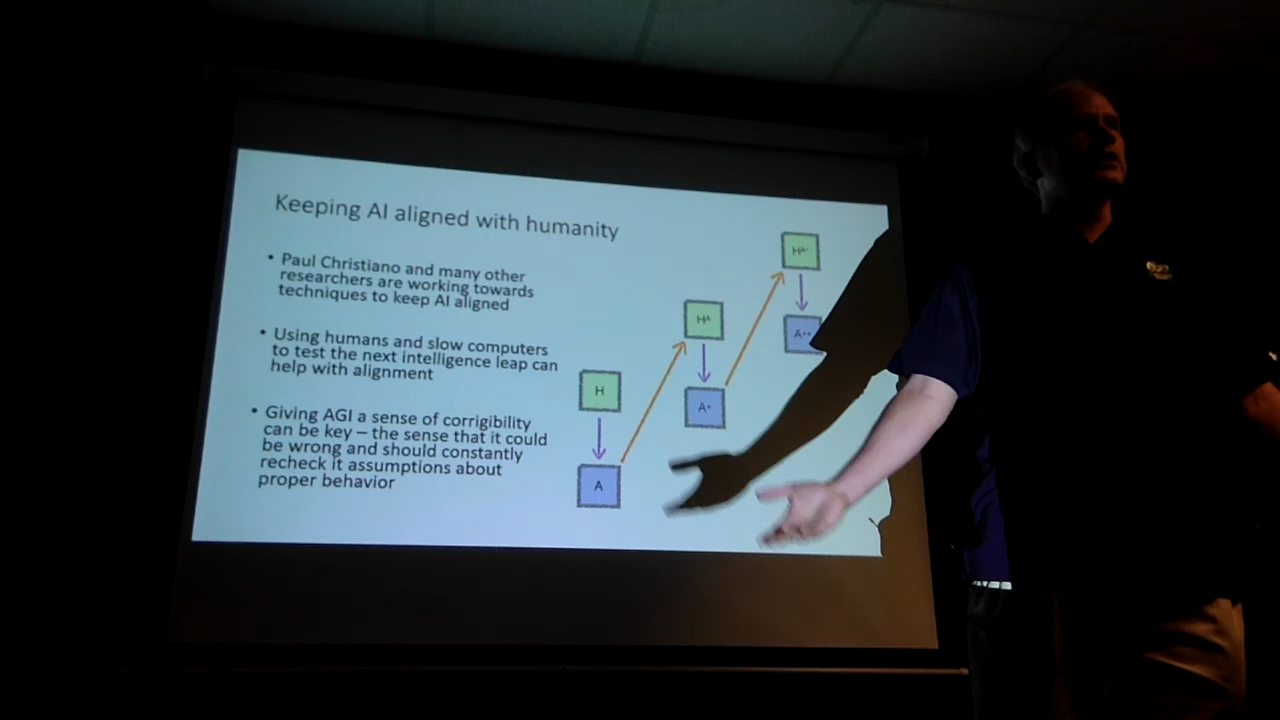 Keeping AI aligned with humanity
• Paul Christiano and many other
researchers are working towards
techniques to keep AI aligned
• Using humans and slow computers
to test the next intelligence leap can
help with alignment
• Giving AGI a sense of corrigibility
can be key – the sense that it could
be wrong and should constantly
recheck it assumptions about
proper behavior
H
A
Hᴬ
A⁺
A⁺⁺